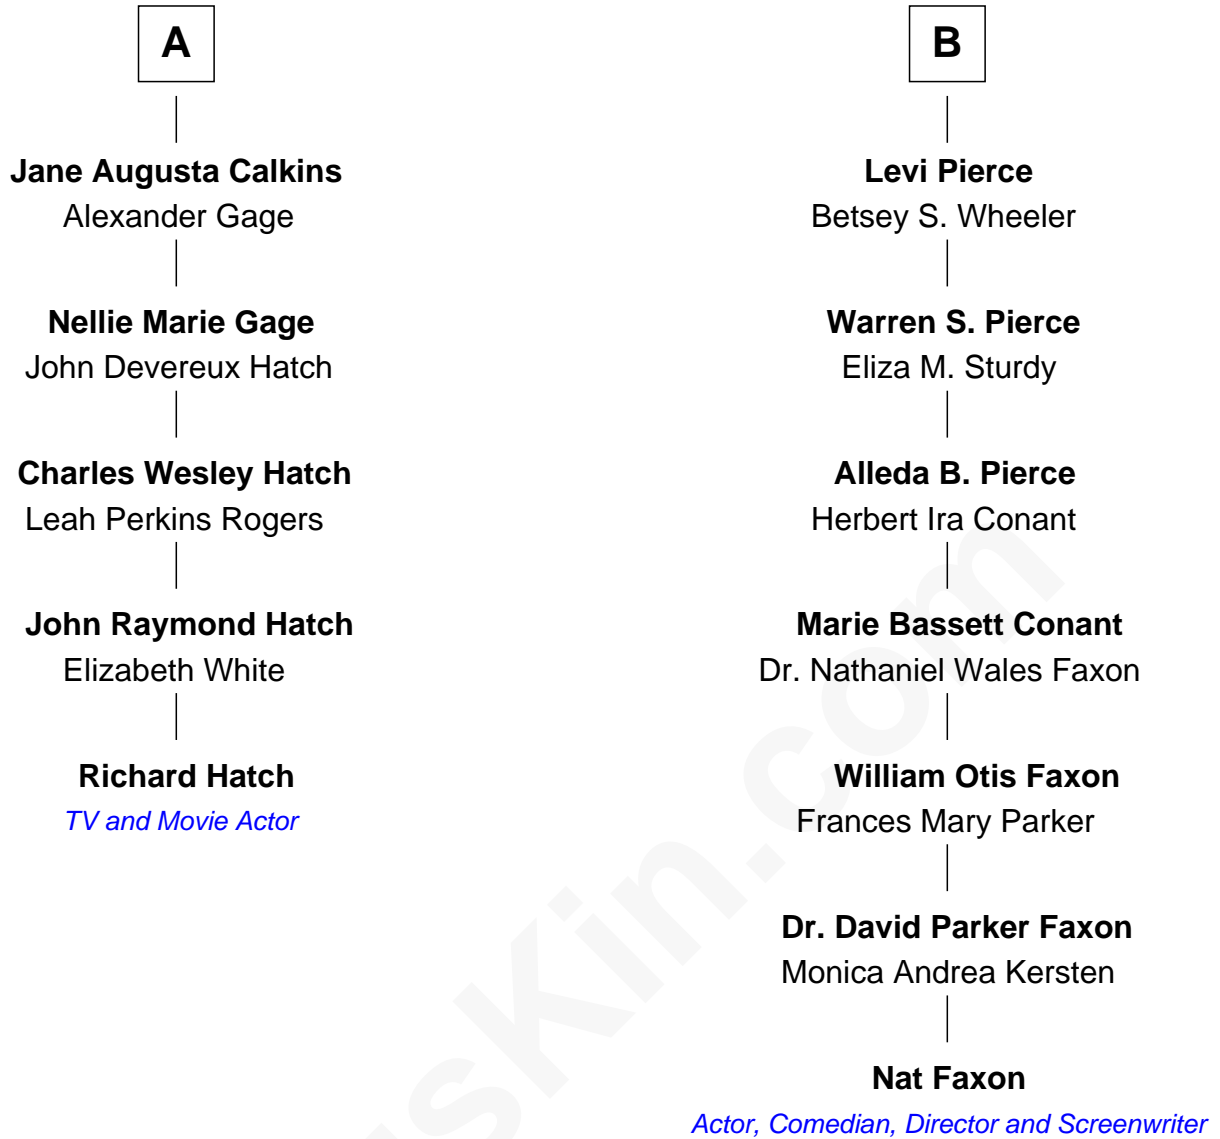 A
Jane Augusta Calkins
Alexander Gage
Nellie Marie Gage
John Devereux Hatch
Charles Wesley Hatch
Leah Perkins Rogers
John Raymond Hatch
Elizabeth White
Richard Hatch
TV and Movie Actor
B
Levi Pierce
Betsey S. Wheeler
Warren S. Pierce
Eliza M. Sturdy
Alleda B. Pierce
Herbert Ira Conant
Marie Bassett Conant
Dr. Nathaniel Wales Faxon
William Otis Faxon
Frances Mary Parker
Dr. David Parker Faxon
Monica Andrea Kersten
Nat Faxon
Actor, Comedian, Director and Screenwriter
usKin.com